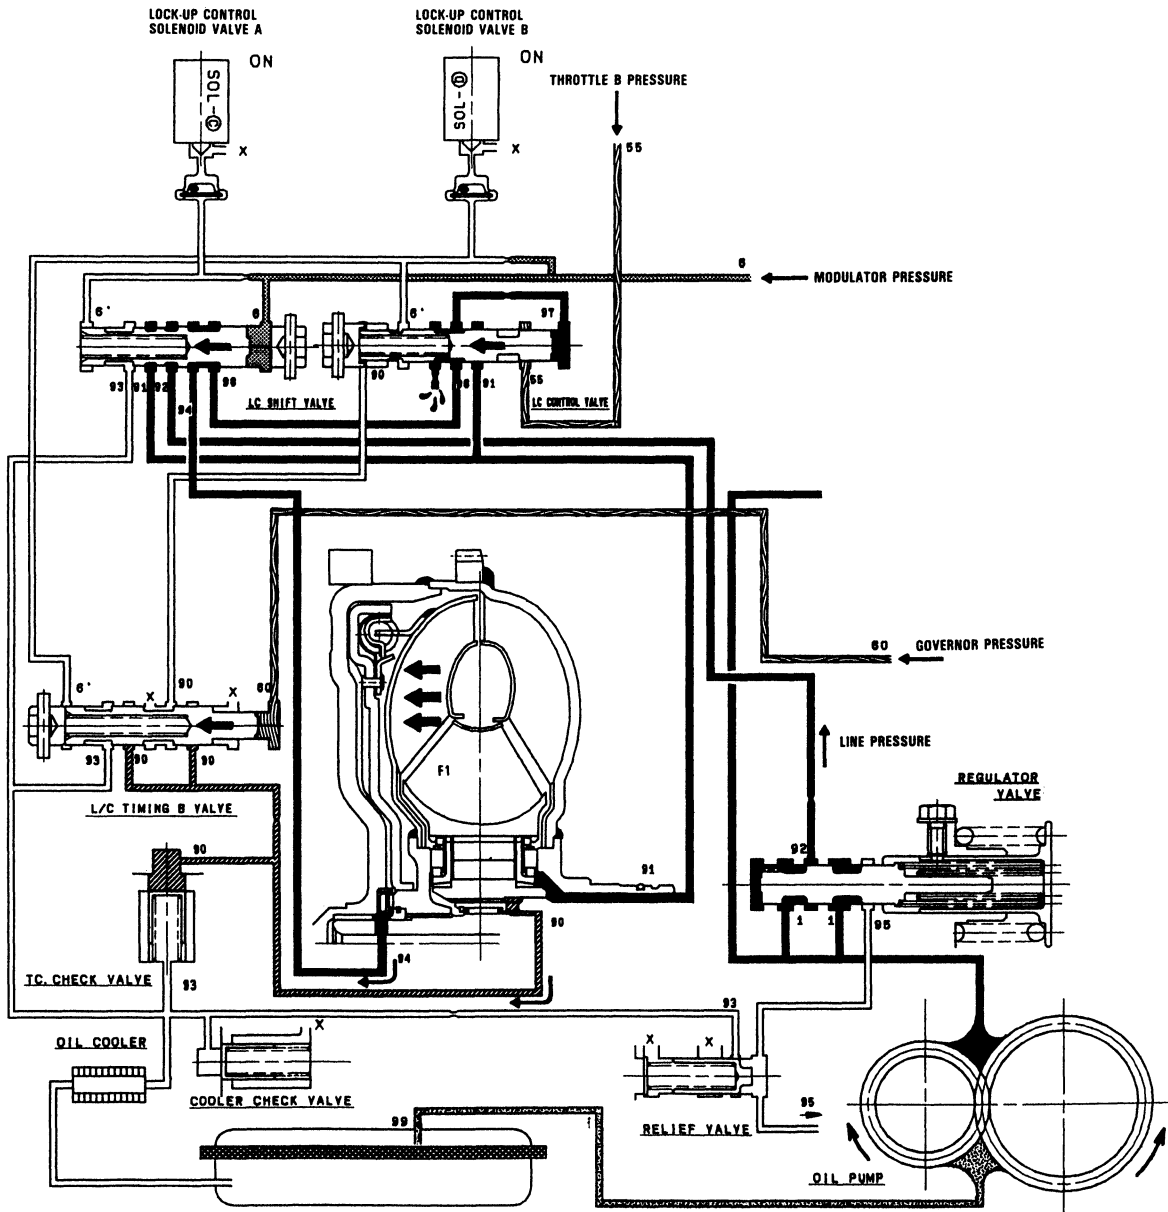 LOCK-UP CONTROL
SOLENOID VALVE A
LOCK-UP CONTROL
SOLENOID VALVE B
ON
ON
SOL-Ⓒ
SOL-Ⓓ
THROTTLE B PRESSURE
X
X
55
6
MODULATOR PRESSURE
6'
6
6'
97
93
91
92
96
90
96
91
55
94
LC SHIFT VALVE
LC CONTROL VALVE
60
GOVERNOR PRESSURE
6'
X
90
X
60
93
90
90
L/C TIMING B VALVE
F1
LINE PRESSURE
REGULATOR
VALVE
90
92
91
1
1
95
90
94
TC. CHECK VALVE
93
93
X
OIL COOLER
X
X
COOLER CHECK VALVE
99
RELIEF VALVE
95
OIL PUMP